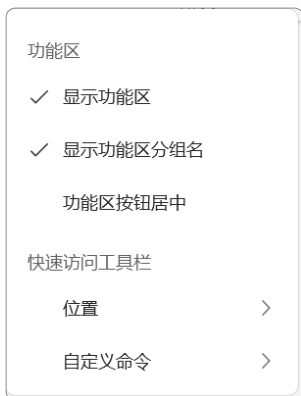 功能区
显示功能区
显示功能区分组名
功能区按钮居中
快速访问工具栏
位置
自定义命令